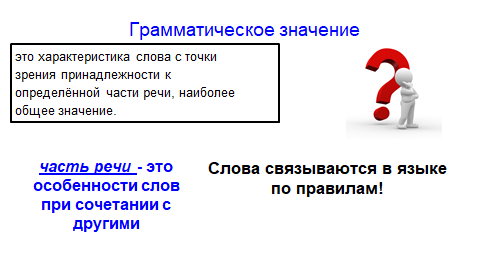 Грамматическое значение
это характеристика слова с точки
зрения принадлежности к
определённой части речи, наиболее
общее значение.
часть речи - это
особенности слов
при сочетании с
другими
Слова связываются в языке
по правилам!